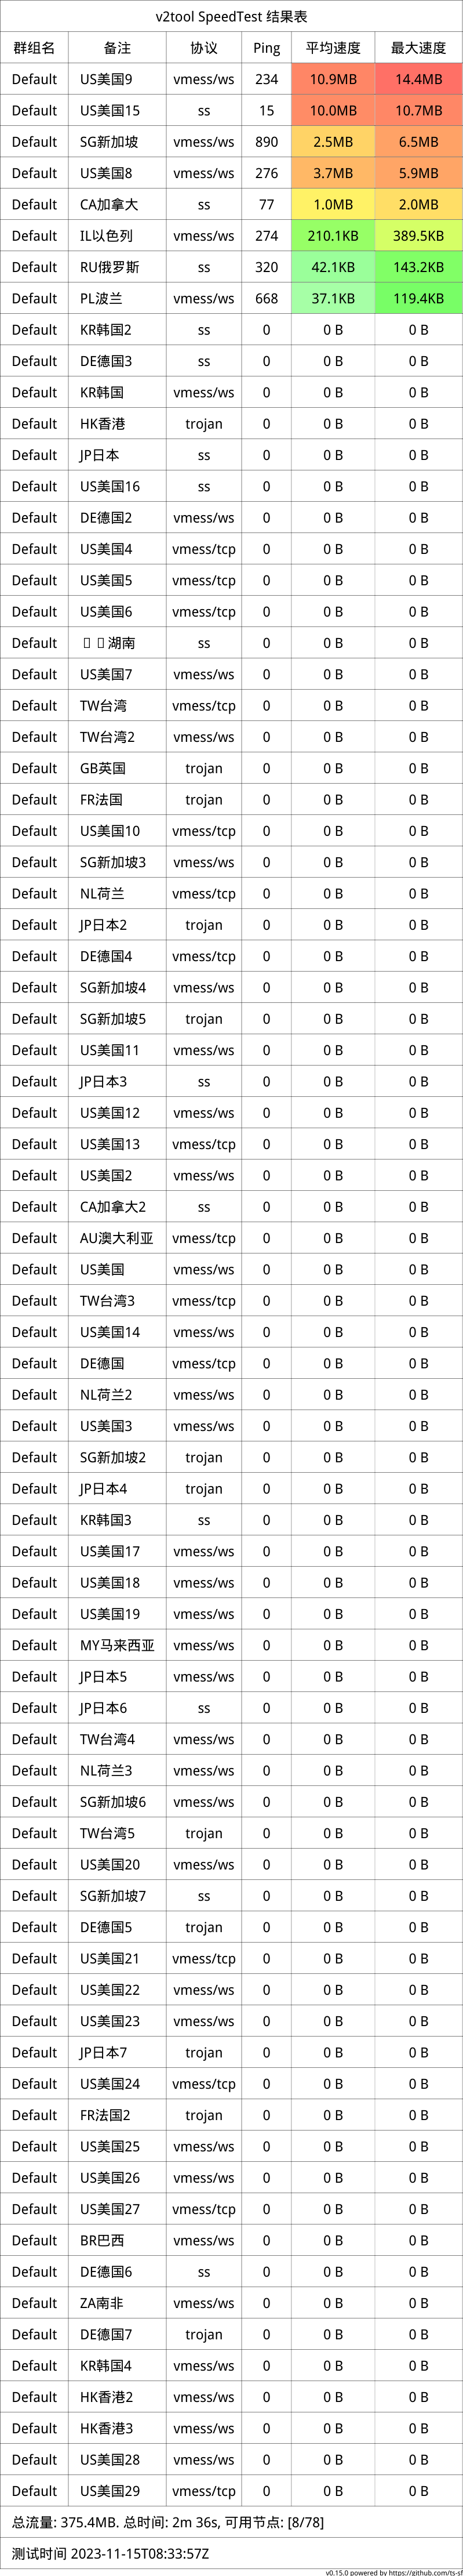 v2tool SpeedTest 结果表
群组名 备注 协议 Ping 平均速度 最大速度
Default US美国9 vmess/ws 234 10.9MB 14.4MB
Default US美国15 ss 15 10.0MB 10.7MB
Default SG新加坡 vmess/ws 890 2.5MB 6.5MB
Default US美国8 vmess/ws 276 3.7MB 5.9MB
Default CA加拿大 ss 77 1.0MB 2.0MB
Default IL以色列 vmess/ws 274 210.1KB 389.5KB
Default RU俄罗斯 ss 320 42.1KB 143.2KB
Default PL波兰 vmess/ws 668 37.1KB 119.4KB
Default KR韩国2 ss 0 0 B 0 B
Default DE德国3 ss 0 0 B 0 B
Default KR韩国 vmess/ws 0 0 B 0 B
Default HK香港 trojan 0 0 B 0 B
Default JP日本 ss 0 0 B 0 B
Default US美国16 ss 0 0 B 0 B
Default DE德国2 vmess/ws 0 0 B 0 B
Default US美国4 vmess/tcp 0 0 B 0 B
Default US美国5 vmess/tcp 0 0 B 0 B
Default US美国6 vmess/tcp 0 0 B 0 B
Default 湖南 ss 0 0 B 0 B
Default US美国7 vmess/ws 0 0 B 0 B
Default TW台湾 vmess/tcp 0 0 B 0 B
Default TW台湾2 vmess/ws 0 0 B 0 B
Default GB英国 trojan 0 0 B 0 B
Default FR法国 trojan 0 0 B 0 B
Default US美国10 vmess/tcp 0 0 B 0 B
Default SG新加坡3 vmess/ws 0 0 B 0 B
Default NL荷兰 vmess/tcp 0 0 B 0 B
Default JP日本2 trojan 0 0 B 0 B
Default DE德国4 vmess/tcp 0 0 B 0 B
Default SG新加坡4 vmess/ws 0 0 B 0 B
Default SG新加坡5 trojan 0 0 B 0 B
Default US美国11 vmess/ws 0 0 B 0 B
Default JP日本3 ss 0 0 B 0 B
Default US美国12 vmess/ws 0 0 B 0 B
Default US美国13 vmess/tcp 0 0 B 0 B
Default US美国2 vmess/ws 0 0 B 0 B
Default CA加拿大2 ss 0 0 B 0 B
Default AU澳大利亚 vmess/tcp 0 0 B 0 B
Default US美国 vmess/ws 0 0 B 0 B
Default TW台湾3 vmess/tcp 0 0 B 0 B
Default US美国14 vmess/ws 0 0 B 0 B
Default DE德国 vmess/tcp 0 0 B 0 B
Default NL荷兰2 vmess/ws 0 0 B 0 B
Default US美国3 vmess/ws 0 0 B 0 B
Default SG新加坡2 trojan 0 0 B 0 B
Default JP日本4 trojan 0 0 B 0 B
Default KR韩国3 ss 0 0 B 0 B
Default US美国17 vmess/ws 0 0 B 0 B
Default US美国18 vmess/ws 0 0 B 0 B
Default US美国19 vmess/ws 0 0 B 0 B
Default MY马来西亚 vmess/ws 0 0 B 0 B
Default JP日本5 vmess/ws 0 0 B 0 B
Default JP日本6 ss 0 0 B 0 B
Default TW台湾4 vmess/ws 0 0 B 0 B
Default NL荷兰3 vmess/ws 0 0 B 0 B
Default SG新加坡6 vmess/ws 0 0 B 0 B
Default TW台湾5 trojan 0 0 B 0 B
Default US美国20 vmess/ws 0 0 B 0 B
Default SG新加坡7 ss 0 0 B 0 B
Default DE德国5 trojan 0 0 B 0 B
Default US美国21 vmess/tcp 0 0 B 0 B
Default US美国22 vmess/ws 0 0 B 0 B
Default US美国23 vmess/ws 0 0 B 0 B
Default JP日本7 trojan 0 0 B 0 B
Default US美国24 vmess/tcp 0 0 B 0 B
Default FR法国2 trojan 0 0 B 0 B
Default US美国25 vmess/ws 0 0 B 0 B
Default US美国26 vmess/ws 0 0 B 0 B
Default US美国27 vmess/tcp 0 0 B 0 B
Default BR巴西 vmess/ws 0 0 B 0 B
Default DE德国6 ss 0 0 B 0 B
Default ZA南非 vmess/ws 0 0 B 0 B
Default DE德国7 trojan 0 0 B 0 B
Default KR韩国4 vmess/ws 0 0 B 0 B
Default HK香港2 vmess/ws 0 0 B 0 B
Default HK香港3 vmess/ws 0 0 B 0 B
Default US美国28 vmess/ws 0 0 B 0 B
Default US美国29 vmess/tcp 0 0 B 0 B
总流量: 375.4MB. 总时间: 2m 36s, 可用节点: [8/78]
测试时间 2023-11-15T08:33:57Z
v0.15.0 powered by https://github.com/ts-sf